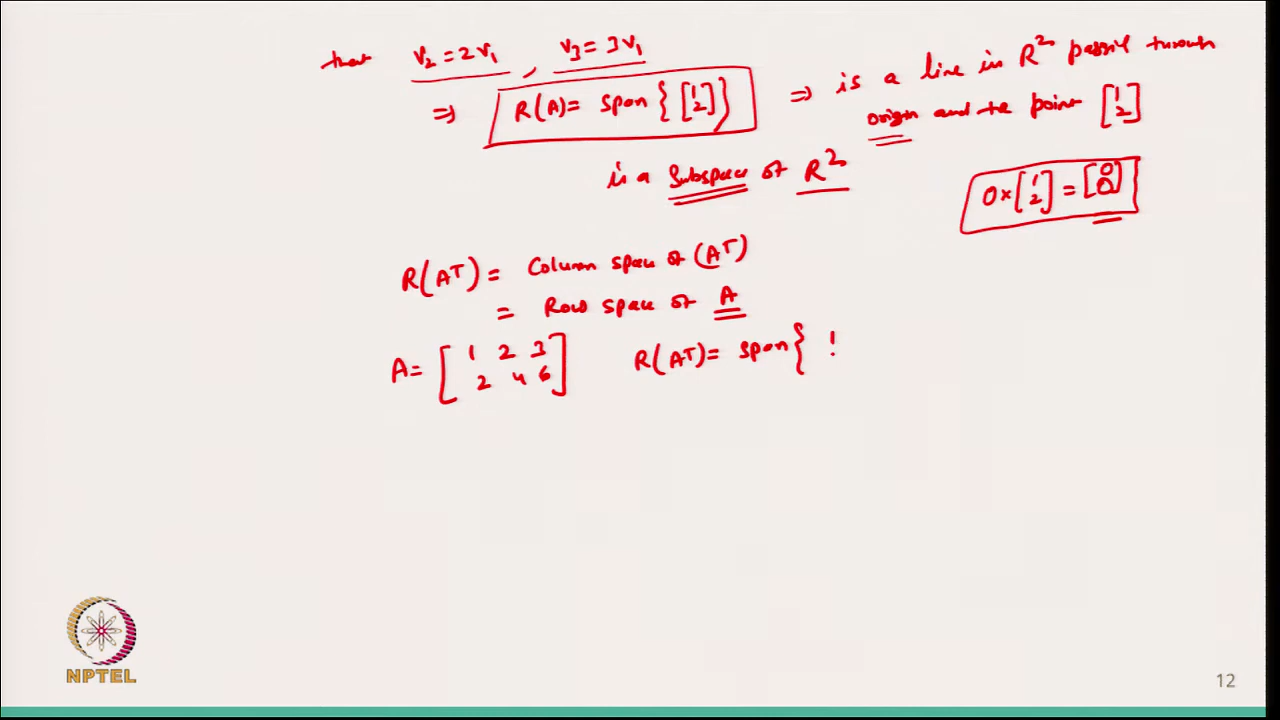 that v₂ = 2v₁ , v₃ = 3v₁
⇒ R(A) = span { [1 2] } ⇒ is a line in R² passing through
origin and the point [1 2]
is a subspace of R²
0 × [1 2] = [0 0]
R(AT) = Column space of (AT)
= Row space of A
A = [1 2 3
2 4 6] R(AT) = span {
NPTEL
12